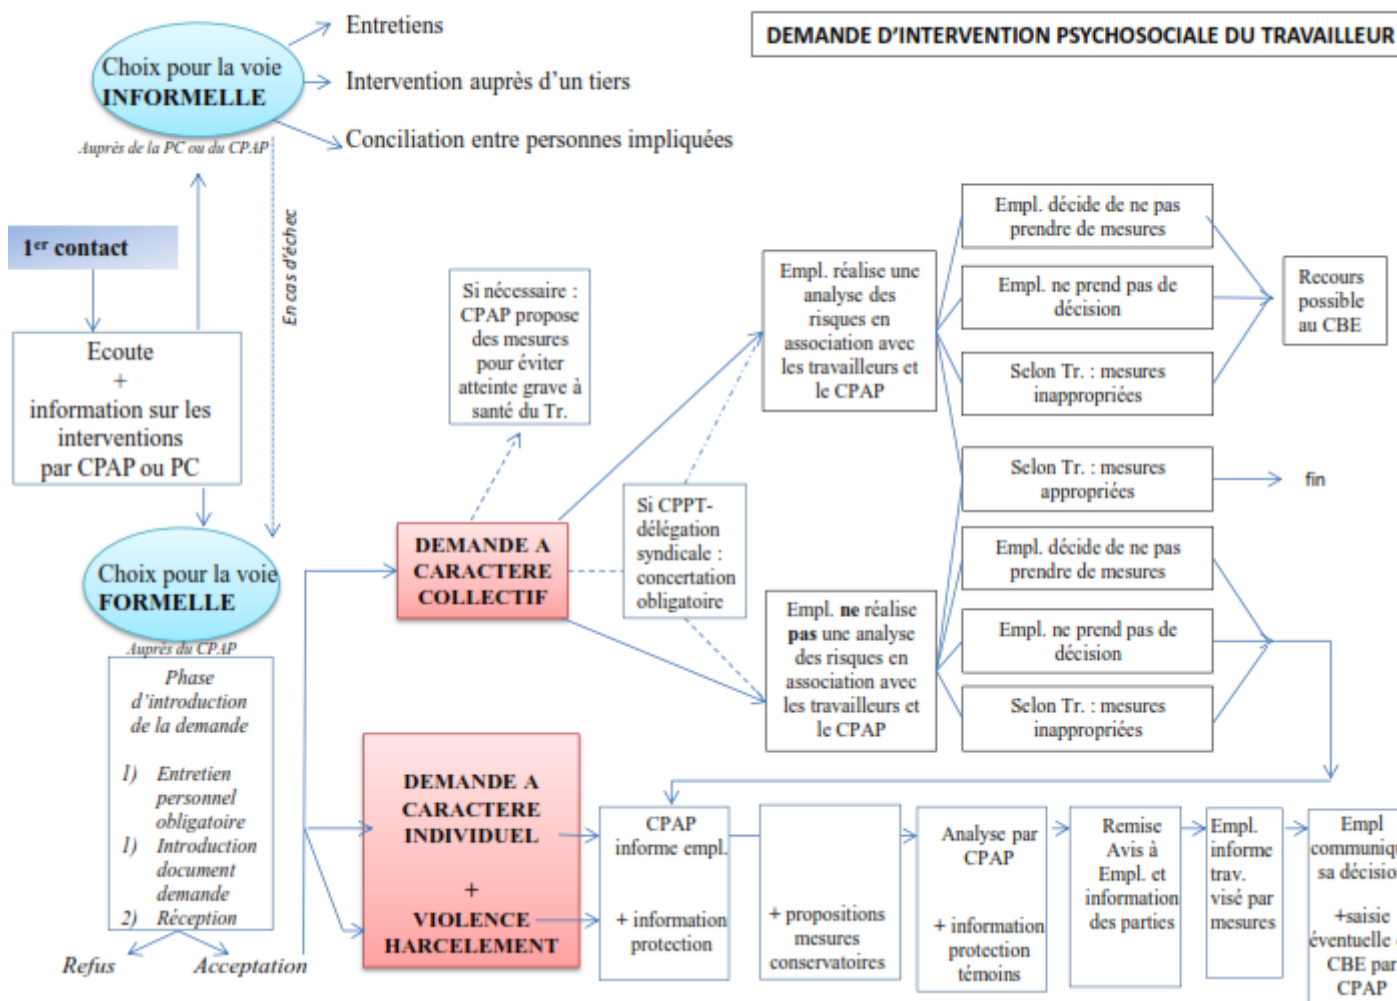 DEMANDE D'INTERVENTION PSYCHOSOCIALE DU TRAVAILLEUR
Choix pour la voie
INFORMELLE
Auprès de la PC ou du CPAP
Entretiens
Intervention auprès d'un tiers
Conciliation entre personnes impliquées
En cas d'échec
1er contact
Ecoute
+
information sur les
interventions
par CPAP ou PC
Choix pour la voie
FORMELLE
Auprès du CPAP
Phase
d'introduction
de la demande
1) Entretien
personnel
obligatoire
1) Introduction
document
demande
2) Réception
Refus
Acceptation
Si nécessaire :
CPAP propose
des mesures
pour éviter
atteinte grave à
santé du Tr.
DEMANDE A
CARACTERE
COLLECTIF
Si CPPT-
délégation
syndicale :
concertation
obligatoire
Empl. réalise une
analyse des
risques en
association avec
les travailleurs et
le CPAP
Empl. décide de ne pas
prendre de mesures
Empl. ne prend pas de
décision
Selon Tr. : mesures
inappropriées
Recours
possible
au CBE
Selon Tr. : mesures
appropriées
fin
Empl. ne réalise
pas une analyse
des risques en
association avec
les travailleurs et
le CPAP
Empl. décide de ne pas
prendre de mesures
Empl. ne prend pas de
décision
Selon Tr. : mesures
inappropriées
DEMANDE A
CARACTERE
INDIVIDUEL
+
VIOLENCE
HARCELEMENT
CPAP
informe empl.
+ information
protection
+ propositions
mesures
conservatoires
Analyse par
CPAP
+ information
protection
témoins
Remise
Avis à
Empl. et
information
des parties
Empl.
informe
trav.
visé par
mesures
Empl
communiqu
sa décision
+saisie
éventuelle
CBE par
CPAP